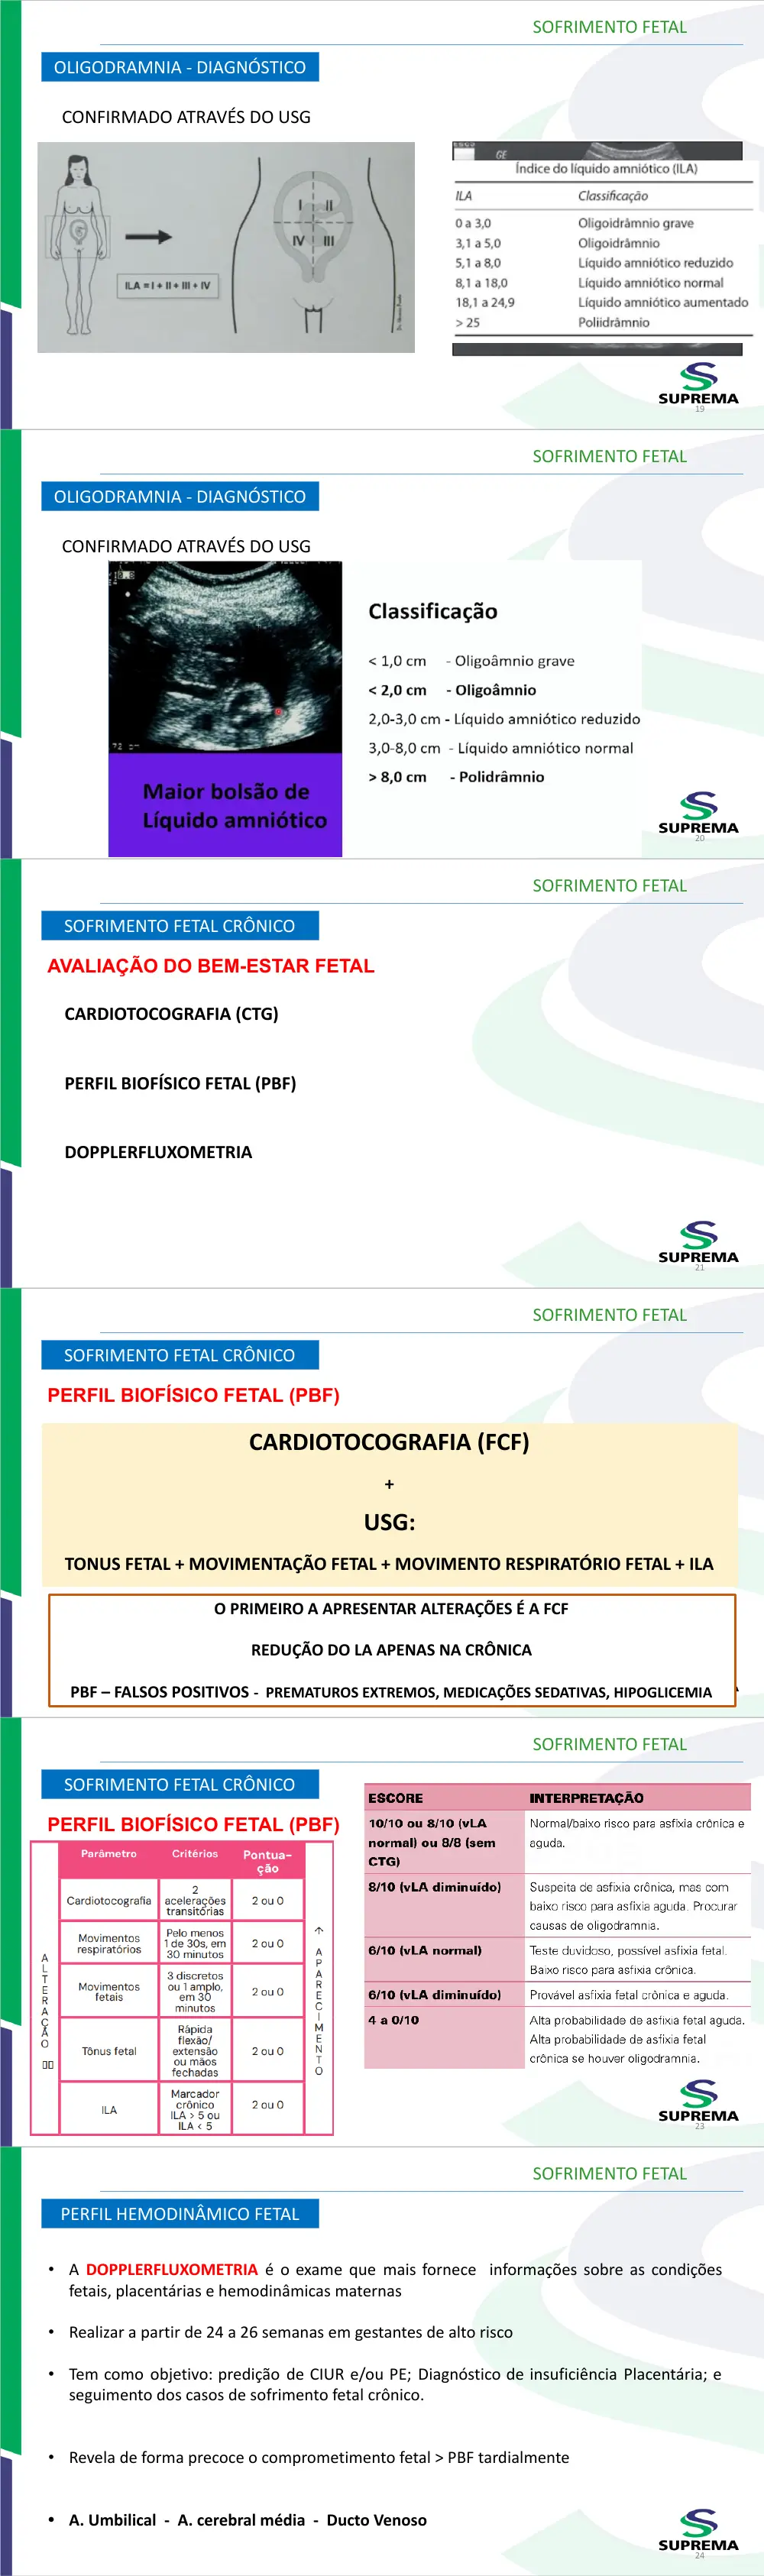 SOFRIMENTO FETAL
OLIGODRAMNIA - DIAGNÓSTICO
CONFIRMADO ATRAVÉS DO USG
I II
IV III
ILA = I + II + III + IV
GE
Índice do líquido amniótico (ILA)
ILA Classificação
0 a 3,0 Oligoidrâmnio grave
3,1 a 5,0 Oligoidrâmnio
5,1 a 8,0 Líquido amniótico reduzido
8,1 a 18,0 Líquido amniótico normal
18,1 a 24,9 Líquido amniótico aumentado
> 25 Poliidrâmnio
SUPREMA
19
SOFRIMENTO FETAL
OLIGODRAMNIA - DIAGNÓSTICO
CONFIRMADO ATRAVÉS DO USG
Maior bolsão de
Líquido amniótico
Classificação
< 1,0 cm - Oligoâmnio grave
< 2,0 cm - Oligoâmnio
2,0-3,0 cm - Líquido amniótico reduzido
3,0-8,0 cm - Líquido amniótico normal
> 8,0 cm - Polidrâmnio
SUPREMA
20
SOFRIMENTO FETAL
SOFRIMENTO FETAL CRÔNICO
AVALIAÇÃO DO BEM-ESTAR FETAL
CARDIOTOCOGRAFIA (CTG)
PERFIL BIOFÍSICO FETAL (PBF)
DOPPLERFLUXOMETRIA
SUPREMA
21
SOFRIMENTO FETAL
SOFRIMENTO FETAL CRÔNICO
PERFIL BIOFÍSICO FETAL (PBF)
CARDIOTOCOGRAFIA (FCF)
+
USG:
TONUS FETAL + MOVIMENTAÇÃO FETAL + MOVIMENTO RESPIRATÓRIO FETAL + ILA
O PRIMEIRO A APRESENTAR ALTERAÇÕES É A FCF
REDUÇÃO DO LA APENAS NA CRÔNICA
PBF – FALSOS POSITIVOS - PREMATUROS EXTREMOS, MEDICAÇÕES SEDATIVAS, HIPOGLICEMIA
SOFRIMENTO FETAL
SOFRIMENTO FETAL CRÔNICO
PERFIL BIOFÍSICO FETAL (PBF)
ALTERAÇÃO
Parâmetro Critérios Pontua-
ção
Cardiotocografia 2 acelerações transitórias 2 ou 0
Movimentos respiratórios Pelo menos 1 de 30s, em 30 minutos 2 ou 0
Movimentos fetais 3 discretos ou 1 amplo, em 30 minutos 2 ou 0
Tônus fetal Rápida flexão/ extensão ou mãos fechadas 2 ou 0
ILA Marcador crônico ILA > 5 ou ILA < 5 2 ou 0
↑ APARECIMENTO
ESCORE INTERPRETAÇÃO
10/10 ou 8/10 (vLA normal) ou 8/8 (sem CTG) Normal/baixo risco para asfixia crônica e aguda.
8/10 (vLA diminuído) Suspeita de asfixia crônica, mas com baixo risco para asfixia aguda. Procurar causas de oligodramnia.
6/10 (vLA normal) Teste duvidoso, possível asfixia fetal. Baixo risco para asfixia crônica.
6/10 (vLA diminuído) Provável asfixia fetal crônica e aguda.
4 a 0/10 Alta probabilidade de asfixia fetal aguda. Alta probabilidade de asfixia fetal crônica se houver oligodramnia.
SUPREMA
23
SOFRIMENTO FETAL
PERFIL HEMODINÂMICO FETAL
• A DOPPLERFLUXOMETRIA é o exame que mais fornece informações sobre as condições
fetais, placentárias e hemodinâmicas maternas
• Realizar a partir de 24 a 26 semanas em gestantes de alto risco
• Tem como objetivo: predição de CIUR e/ou PE; Diagnóstico de insuficiência Placentária; e
seguimento dos casos de sofrimento fetal crônico.
• Revela de forma precoce o comprometimento fetal > PBF tardialmente
• A. Umbilical - A. cerebral média - Ducto Venoso
SUPREMA
24